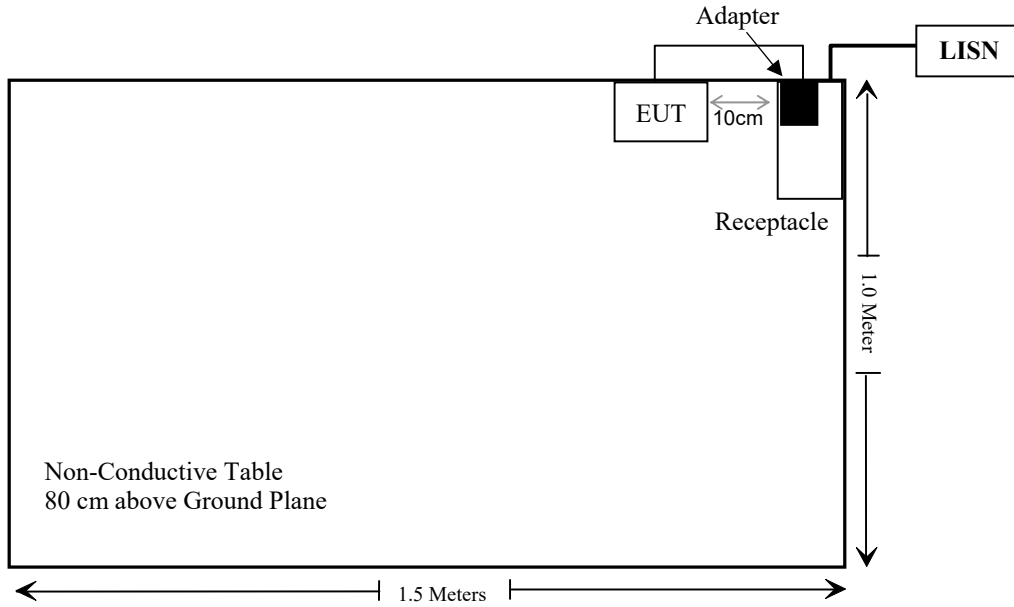 Adapter
LISN
EUT
10cm
Receptacle
1.0 Meter
Non-Conductive Table
80 cm above Ground Plane
1.5 Meters